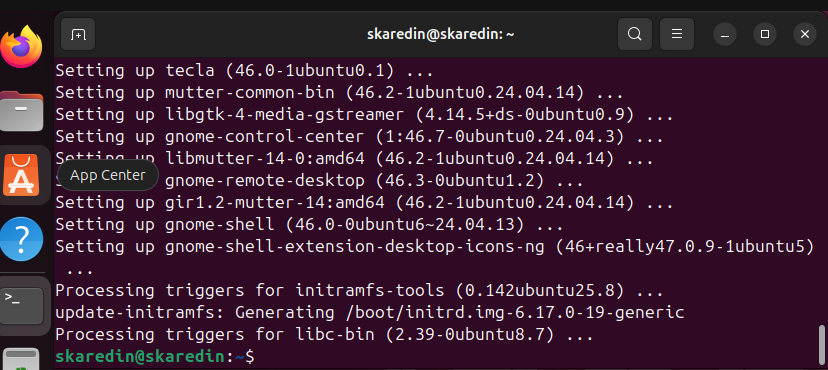 skaredin@skaredin: ~
Setting up tecla (46.0-1ubuntu0.1) ...
Setting up mutter-common-bin (46.2-1ubuntu0.24.04.14) ...
Setting up libgtk-4-media-gstreamer (4.14.5+ds-0ubuntu0.9) ...
Setting up gnome-control-center (1:46.7-0ubuntu0.24.04.3) ...
Setting up libmutter-14-0:amd64 (46.2-1ubuntu0.24.04.14) ...
App Center
gnome-remote-desktop (46.3-0ubuntu1.2) ...
Setting up gir1.2-mutter-14:amd64 (46.2-1ubuntu0.24.04.14) ...
Setting up gnome-shell (46.0-0ubuntu6~24.04.13) ...
Setting up gnome-shell-extension-desktop-icons-ng (46+really47.0.9-1ubuntu5)
...
Processing triggers for initramfs-tools (0.142ubuntu25.8) ...
update-initramfs: Generating /boot/initrd.img-6.17.0-19-generic
Processing triggers for libc-bin (2.39-0ubuntu8.7) ...
skaredin@skaredin:~$